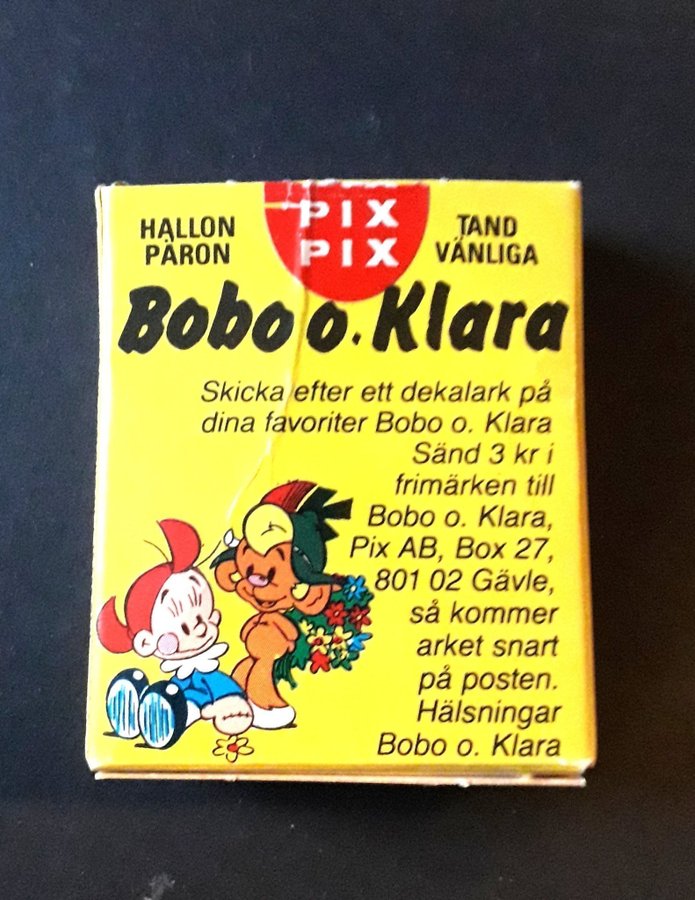 PIX
HALLON PIX TAND
PÄRON PIX VÄNLIGA
Bobo o. Klara
Skicka efter ett dekalark på
dina favoriter Bobo o. Klara
Sänd 3 kr i
frimärken till
Bobo o. Klara,
Pix AB, Box 27,
801 02 Gävle,
så kommer
arket snart
på posten.
Hälsningar
Bobo o. Klara